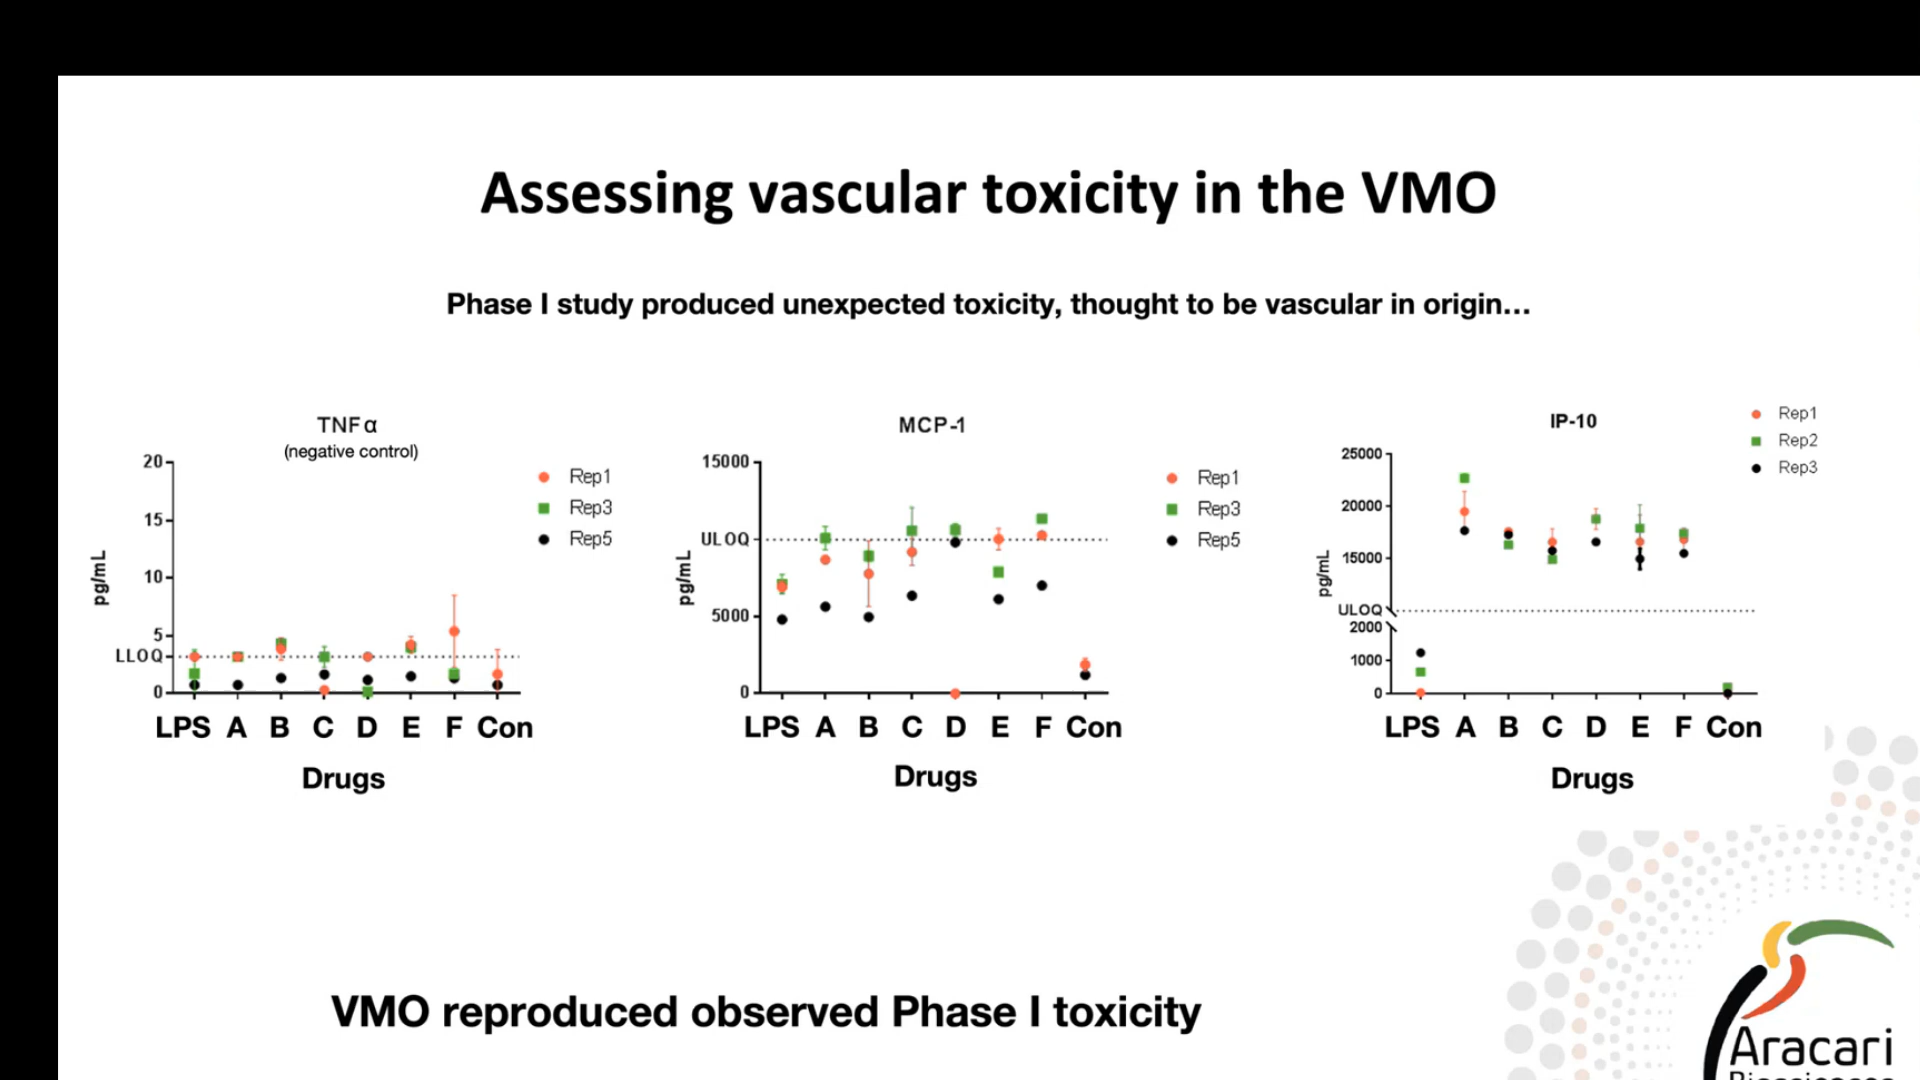 Assessing vascular toxicity in the VMO
Phase I study produced unexpected toxicity, thought to be vascular in origin...
TNFα
(negative control)
20
15
10
5
LLOQ
0
pg/mL
LPS A B C D E F Con
Drugs
Rep1
Rep3
Rep5
MCP-1
15000
ULOQ
5000
0
pg/mL
LPS A B C D E F Con
Drugs
Rep1
Rep3
Rep5
IP-10
25000
20000
15000
ULOQ
2000
1000
0
pg/mL
LPS A B C D E F Con
Drugs
Rep1
Rep2
Rep3
VMO reproduced observed Phase I toxicity
Aracari